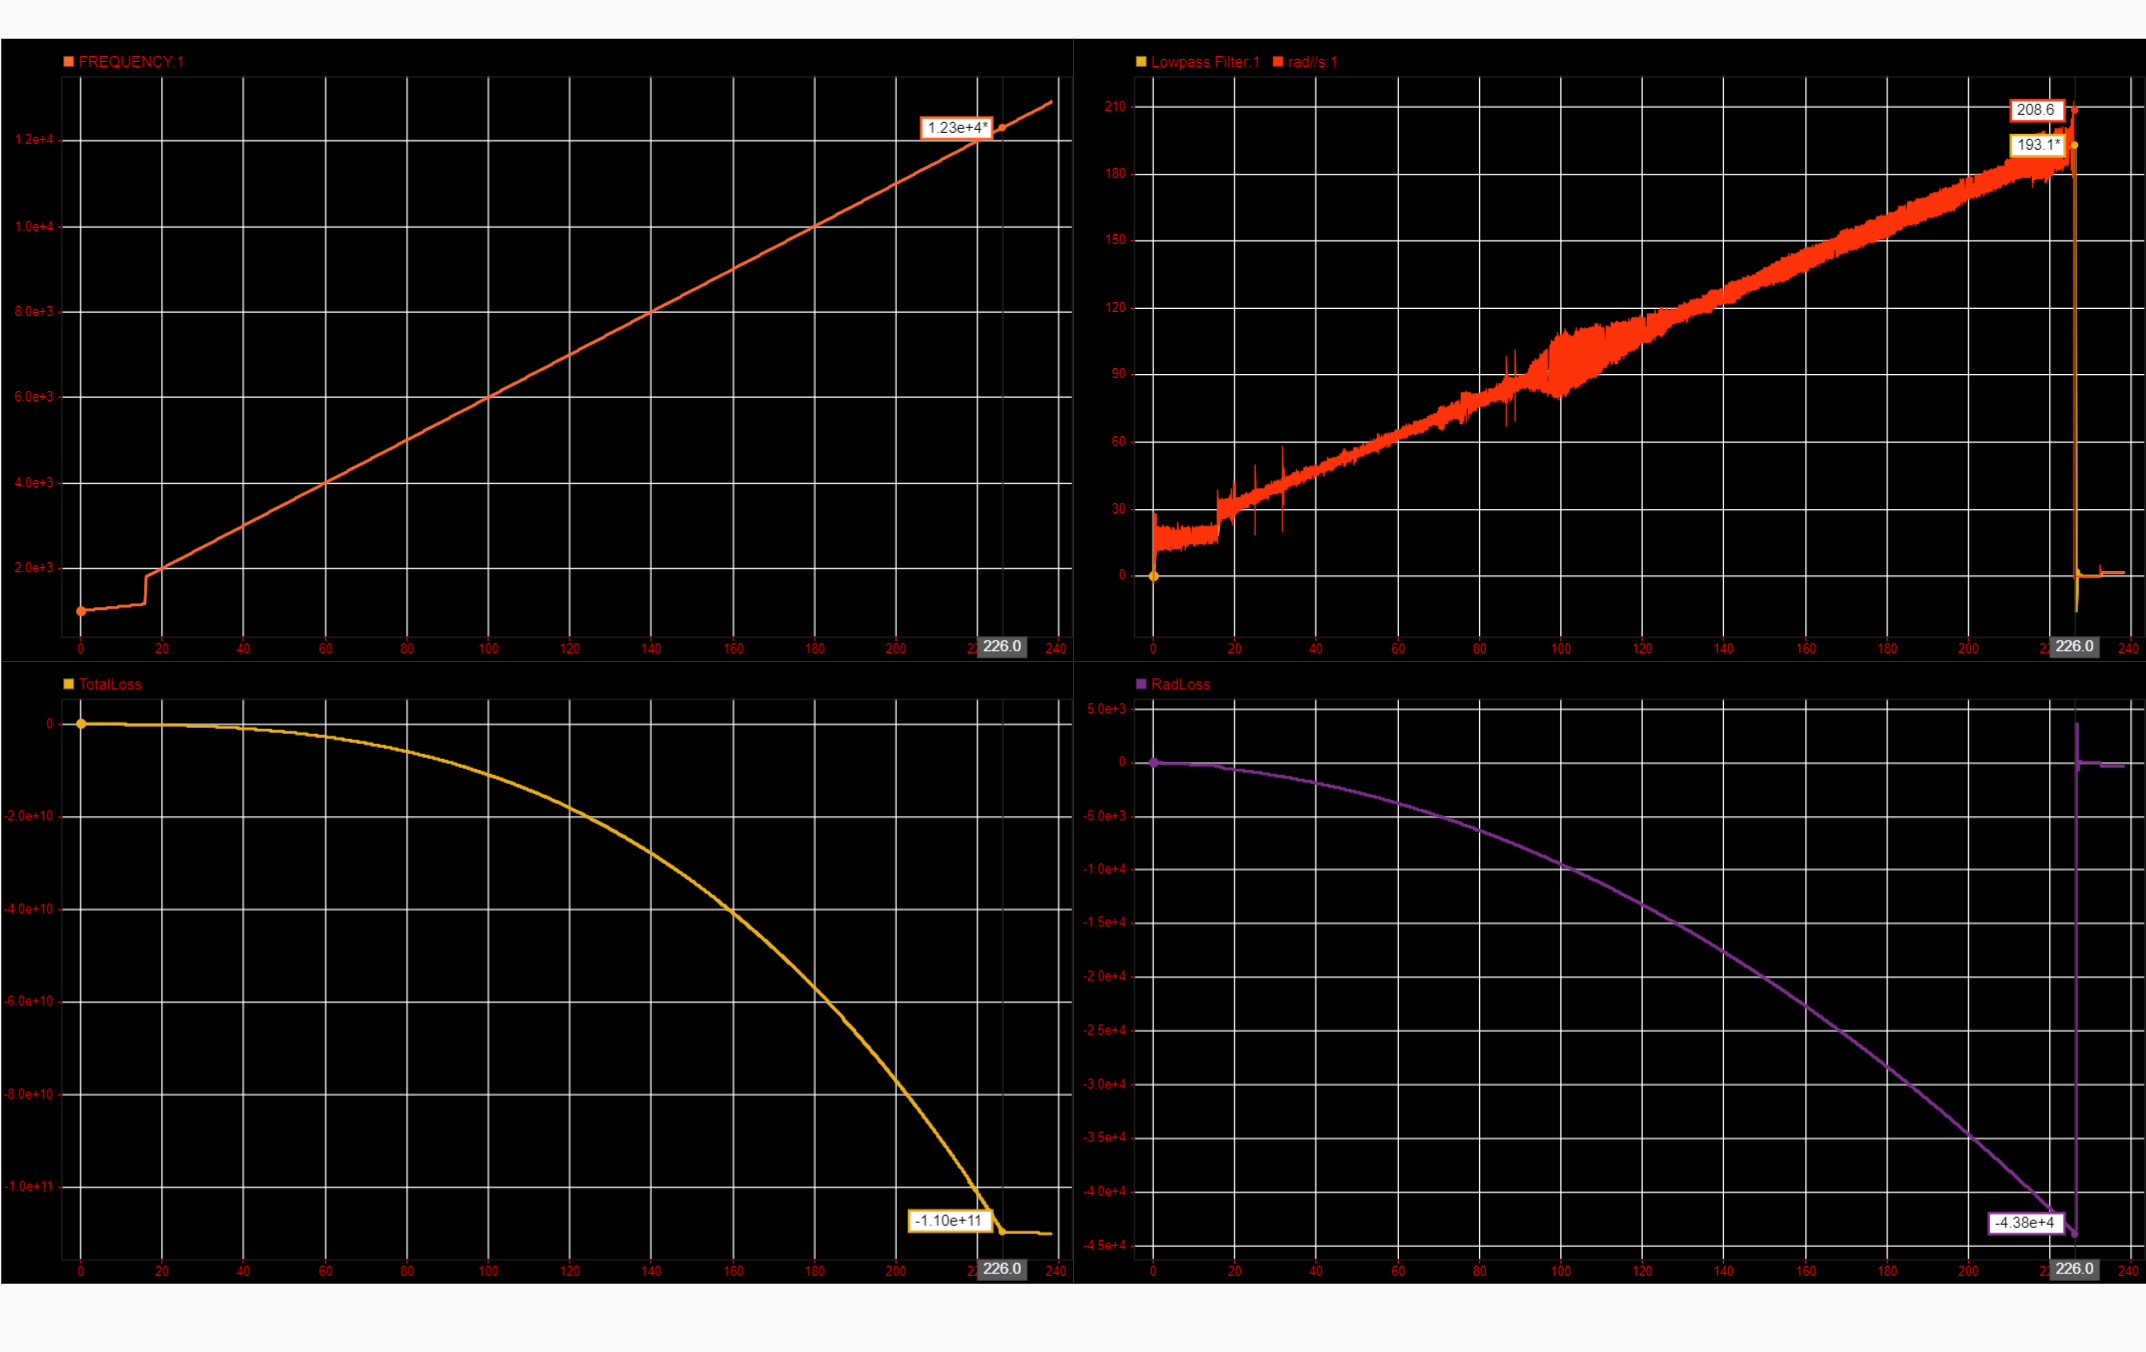 FREQUENCY:1
1.2e+4
1.0e+4
8.0e+3
6.0e+3
4.0e+3
2.0e+3
1.23e+4*
0 20 40 60 80 100 120 140 160 180 200 22 226.0 240
Lowpass Filter:1 rad//s:1
210
180
150
120
90
60
30
0
208.6
193.1*
0 20 40 60 80 100 120 140 160 180 200 22 226.0 240
TotalLoss
0
-2.0e+10
-4.0e+10
-6.0e+10
-8.0e+10
-1.0e+11
-1.10e+11
0 20 40 60 80 100 120 140 160 180 200 22 226.0 240
RadLoss
5.0e+3
0
-5.0e+3
-1.0e+4
-1.5e+4
-2.0e+4
-2.5e+4
-3.0e+4
-3.5e+4
-4.0e+4
-4.5e+4
-4.38e+4
0 20 40 60 80 100 120 140 160 180 200 22 226.0 240